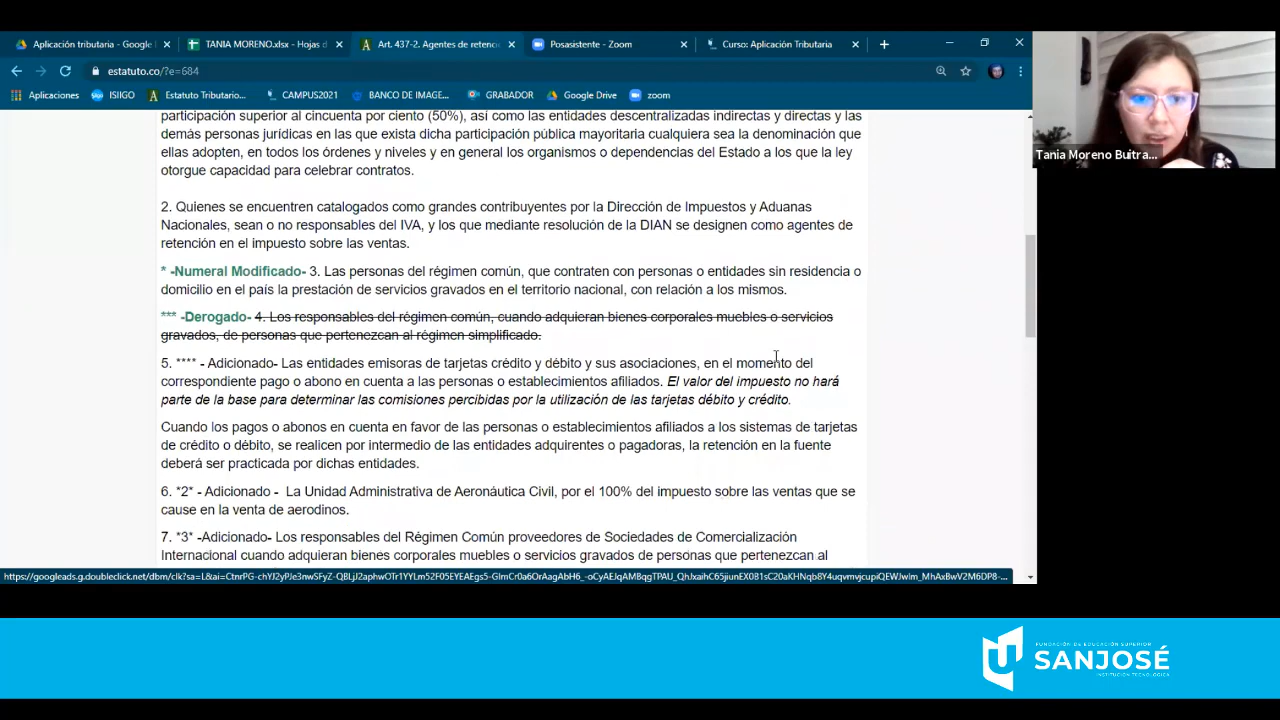 Aplicación tributaria - Google
TANIA MORENO.xlsx - Hojas d
Art. 437-2. Agentes de retenc
Posasistente - Zoom
Curso: Aplicación Tributaria
estatuto.co/?e=684
Aplicaciones
SIIGO
Estatuto Tributario...
CAMPUS2021
BANCO DE IMAGE...
GRABADOR
Google Drive
zoom
Tania Moreno Buitra...
participación superior al cincuenta por ciento (50%), así como las entidades descentralizadas indirectas y directas y las
demás personas jurídicas en las que exista dicha participación pública mayoritaria cualquiera sea la denominación que
ellas adopten, en todos los órdenes y niveles y en general los organismos o dependencias del Estado a los que la ley
otorgue capacidad para celebrar contratos.
2. Quienes se encuentren catalogados como grandes contribuyentes por la Dirección de Impuestos y Aduanas
Nacionales, sean o no responsables del IVA, y los que mediante resolución de la DIAN se designen como agentes de
retención en el impuesto sobre las ventas.
* -Numeral Modificado- 3. Las personas del régimen común, que contraten con personas o entidades sin residencia o
domicilio en el país la prestación de servicios gravados en el territorio nacional, con relación a los mismos.
*** -Derogado- 4. Los responsables del régimen común, cuando adquieran bienes corporales muebles o servicios
gravados, de personas que pertenezcan al régimen simplificado.
5. **** - Adicionado- Las entidades emisoras de tarjetas crédito y débito y sus asociaciones, en el momento del
correspondiente pago o abono en cuenta a las personas o establecimientos afiliados. El valor del impuesto no hará
parte de la base para determinar las comisiones percibidas por la utilización de las tarjetas débito y crédito.
Cuando los pagos o abonos en cuenta en favor de las personas o establecimientos afiliados a los sistemas de tarjetas
de crédito o débito, se realicen por intermedio de las entidades adquirentes o pagadoras, la retención en la fuente
deberá ser practicada por dichas entidades.
6. *2* - Adicionado - La Unidad Administrativa de Aeronáutica Civil, por el 100% del impuesto sobre las ventas que se
cause en la venta de aerodinos.
7. *3* -Adicionado- Los responsables del Régimen Común proveedores de Sociedades de Comercialización
Internacional cuando adquieran bienes corporales muebles o servicios gravados de personas que pertenezcan al
FUNDACIÓN DE EDUCACIÓN SUPERIOR
SANJOSÉ
INSTITUCIÓN TECNOLÓGICA